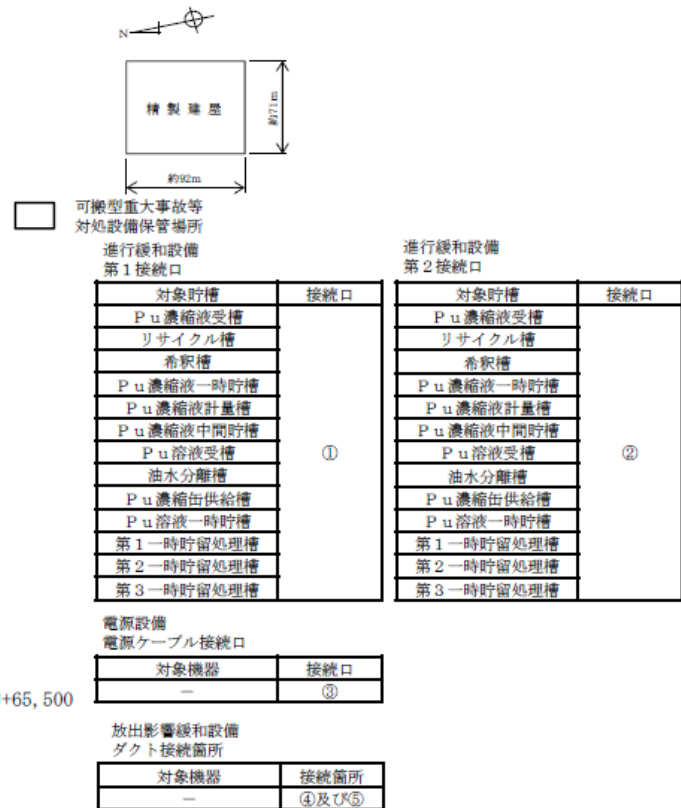 N
精製建屋
約71m
約92m
可搬型重大事故等
対処設備保管場所
進行緩和設備
第1接続口
対象貯槽 接続口
Pu濃縮液受槽
リサイクル槽
希釈槽
Pu濃縮液一時貯槽
Pu濃縮液計量槽
Pu濃縮液中間貯槽
Pu溶液受槽 ①
油水分離槽
Pu濃縮缶供給槽
Pu溶液一時貯槽
第1一時貯留処理槽
第2一時貯留処理槽
第3一時貯留処理槽
進行緩和設備
第2接続口
対象貯槽 接続口
Pu濃縮液受槽
リサイクル槽
希釈槽
Pu濃縮液一時貯槽
Pu濃縮液計量槽
Pu濃縮液中間貯槽
Pu溶液受槽 ②
油水分離槽
Pu濃縮缶供給槽
Pu溶液一時貯槽
第1一時貯留処理槽
第2一時貯留処理槽
第3一時貯留処理槽
電源設備
電源ケーブル接続口
対象機器 接続口
－ ③
+65,500
放出影響緩和設備
ダクト接続箇所
対象機器 接続箇所
－ ④及び⑤